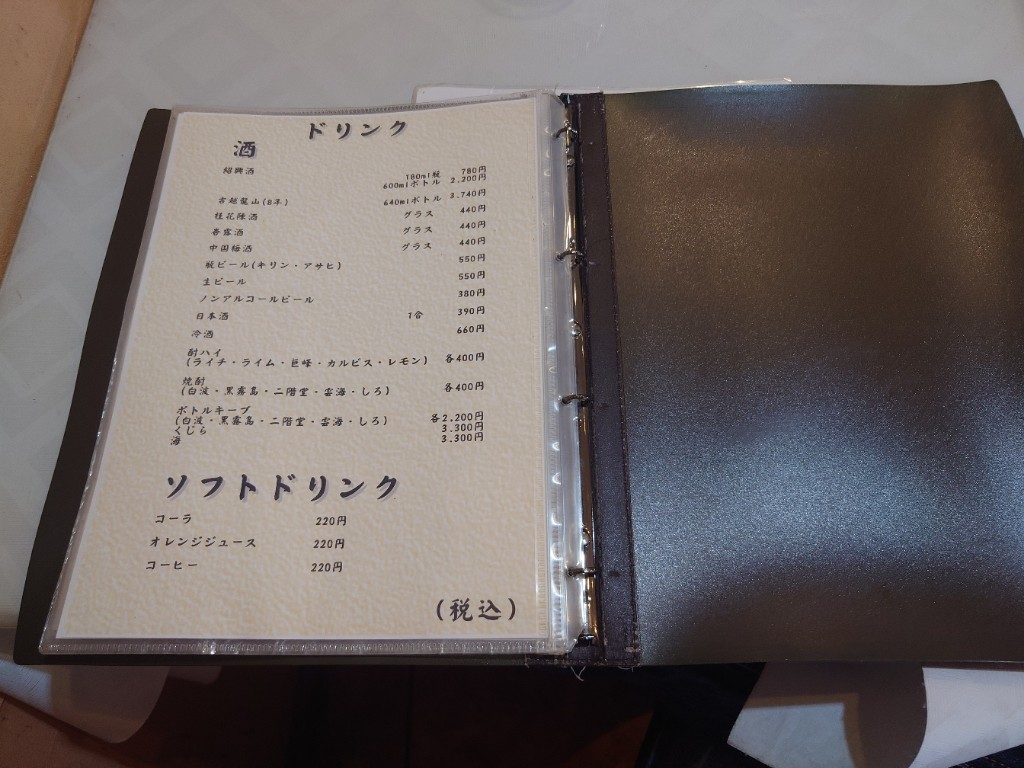 ドリンク
酒
紹興酒 180ml瓶 780円
600mlボトル 2.200円
古越龍山(8年) 640mlボトル 3.740円
桂花陳酒 グラス 440円
杏露酒 グラス 440円
中国梅酒 グラス 440円
瓶ビール(キリン・アサヒ) 550円
生ビール 550円
ノンアルコールビール 380円
日本酒 1合 390円
冷酒 660円
酎ハイ
(ライチ・ライム・巨峰・カルピス・レモン) 各400円
焼酎
(白波・黒霧島・二階堂・雲海・しろ) 各400円
ボトルキープ
(白波・黒霧島・二階堂・雲海・しろ) 各2.200円
くじら 3.300円
海 3.300円
ソフトドリンク
コーラ 220円
オレンジジュース 220円
コーヒー 220円
(税込)